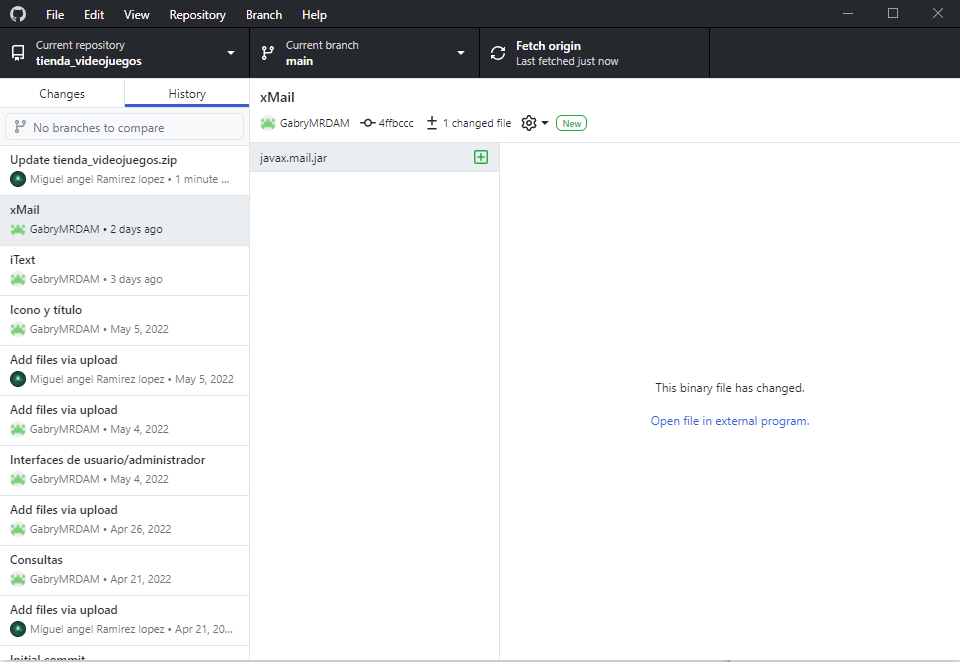 File Edit View Repository Branch Help
Current repository
tienda_videojuegos
Current branch
main
Fetch origin
Last fetched just now
Changes
History
No branches to compare
Update tienda_videojuegos.zip
Miguel angel Ramirez lopez • 1 minute ...
xMail
GabryMRDAM • 2 days ago
iText
GabryMRDAM • 3 days ago
Icono y título
GabryMRDAM • May 5, 2022
Add files via upload
Miguel angel Ramirez lopez • May 5, 2022
Add files via upload
GabryMRDAM • May 4, 2022
Interfaces de usuario/administrador
GabryMRDAM • May 4, 2022
Add files via upload
GabryMRDAM • Apr 26, 2022
Consultas
GabryMRDAM • Apr 21, 2022
Add files via upload
Miguel angel Ramirez lopez • Apr 21, 20...
Initial commit
xMail
GabryMRDAM 4ffbccc 1 changed file New
javax.mail.jar
This binary file has changed.
Open file in external program.